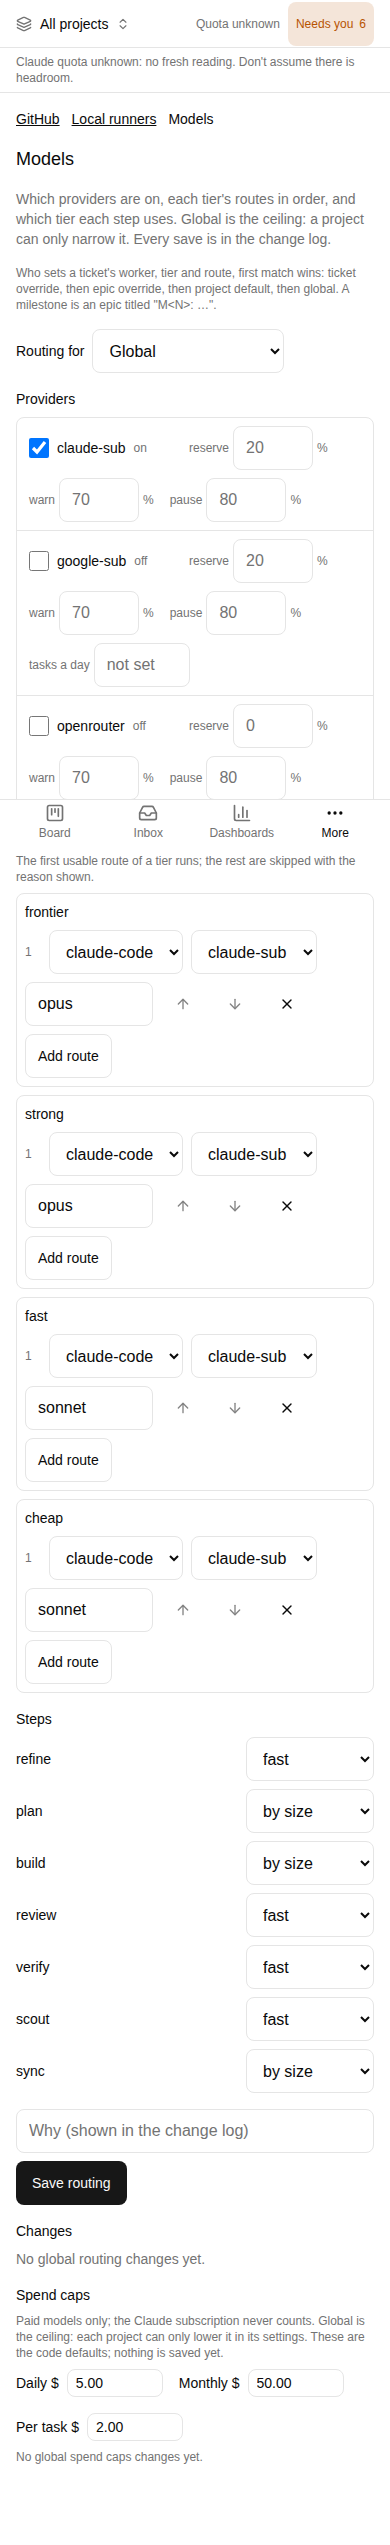 All projects
Quota unknown
Needs you 6
Claude quota unknown: no fresh reading. Don't assume there is
headroom.
GitHub Local runners Models
Models
Which providers are on, each tier's routes in order, and
which tier each step uses. Global is the ceiling: a project
can only narrow it. Every save is in the change log.
Who sets a ticket's worker, tier and route, first match wins: ticket
override, then epic override, then project default, then global. A
milestone is an epic titled "M<N>: …".
Routing for Global
Providers
claude-sub on reserve 20 %
warn 70 % pause 80 %
google-sub off reserve 20 %
warn 70 % pause 80 %
tasks a day not set
openrouter off reserve 0 %
warn 70 % pause 80 %
Board Inbox Dashboards More
The first usable route of a tier runs; the rest are skipped with the
reason shown.
frontier
1 claude-code claude-sub
opus
Add route
strong
1 claude-code claude-sub
opus
Add route
fast
1 claude-code claude-sub
sonnet
Add route
cheap
1 claude-code claude-sub
sonnet
Add route
Steps
refine fast
plan by size
build by size
review fast
verify fast
scout fast
sync by size
Why (shown in the change log)
Save routing
Changes
No global routing changes yet.
Spend caps
Paid models only; the Claude subscription never counts. Global is
the ceiling: each project can only lower it in its settings. These are
the code defaults; nothing is saved yet.
Daily $ 5.00 Monthly $ 50.00
Per task $ 2.00
No global spend caps changes yet.